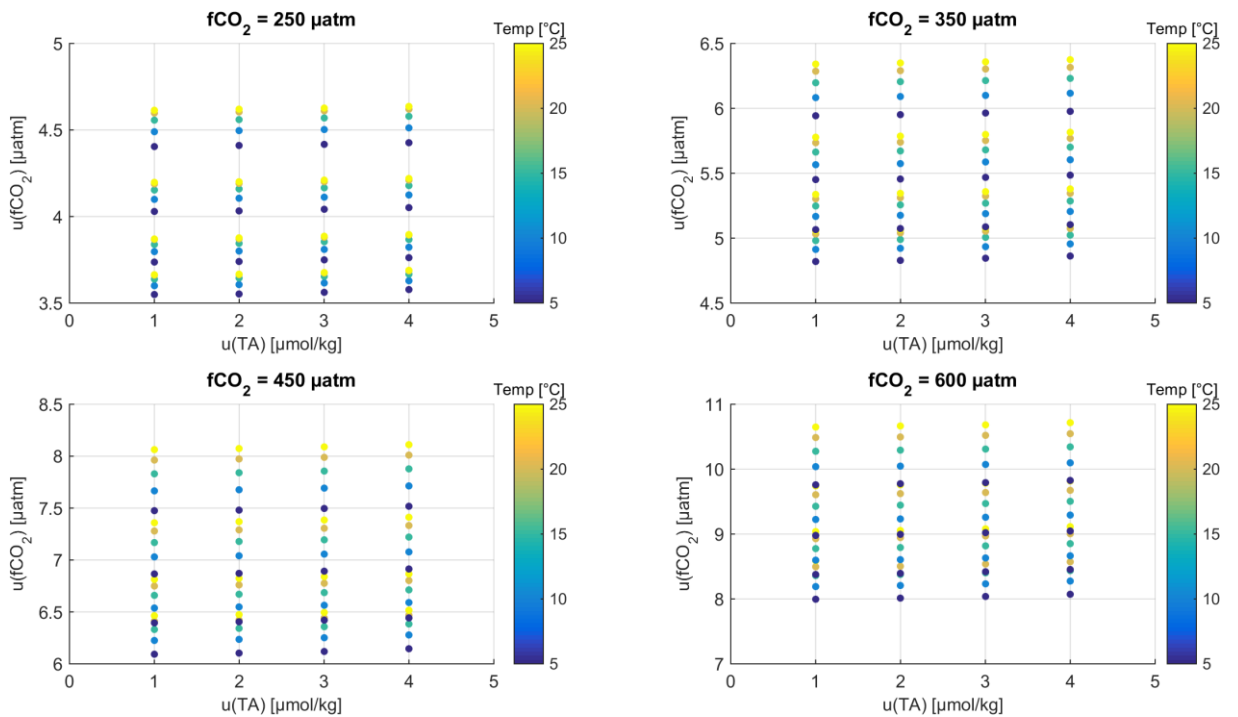 fCO2 = 250 µatm
Temp [°C]
u(fCO2) [µatm]
5
4.5
4
3.5
0 1 2 3 4 5
u(TA) [µmol/kg]
25
20
15
10
5
fCO2 = 350 µatm
Temp [°C]
u(fCO2) [µatm]
6.5
6
5.5
5
4.5
0 1 2 3 4 5
u(TA) [µmol/kg]
25
20
15
10
5
fCO2 = 450 µatm
Temp [°C]
u(fCO2) [µatm]
8.5
8
7.5
7
6.5
6
0 1 2 3 4 5
u(TA) [µmol/kg]
25
20
15
10
5
fCO2 = 600 µatm
Temp [°C]
u(fCO2) [µatm]
11
10
9
8
7
0 1 2 3 4 5
u(TA) [µmol/kg]
25
20
15
10
5